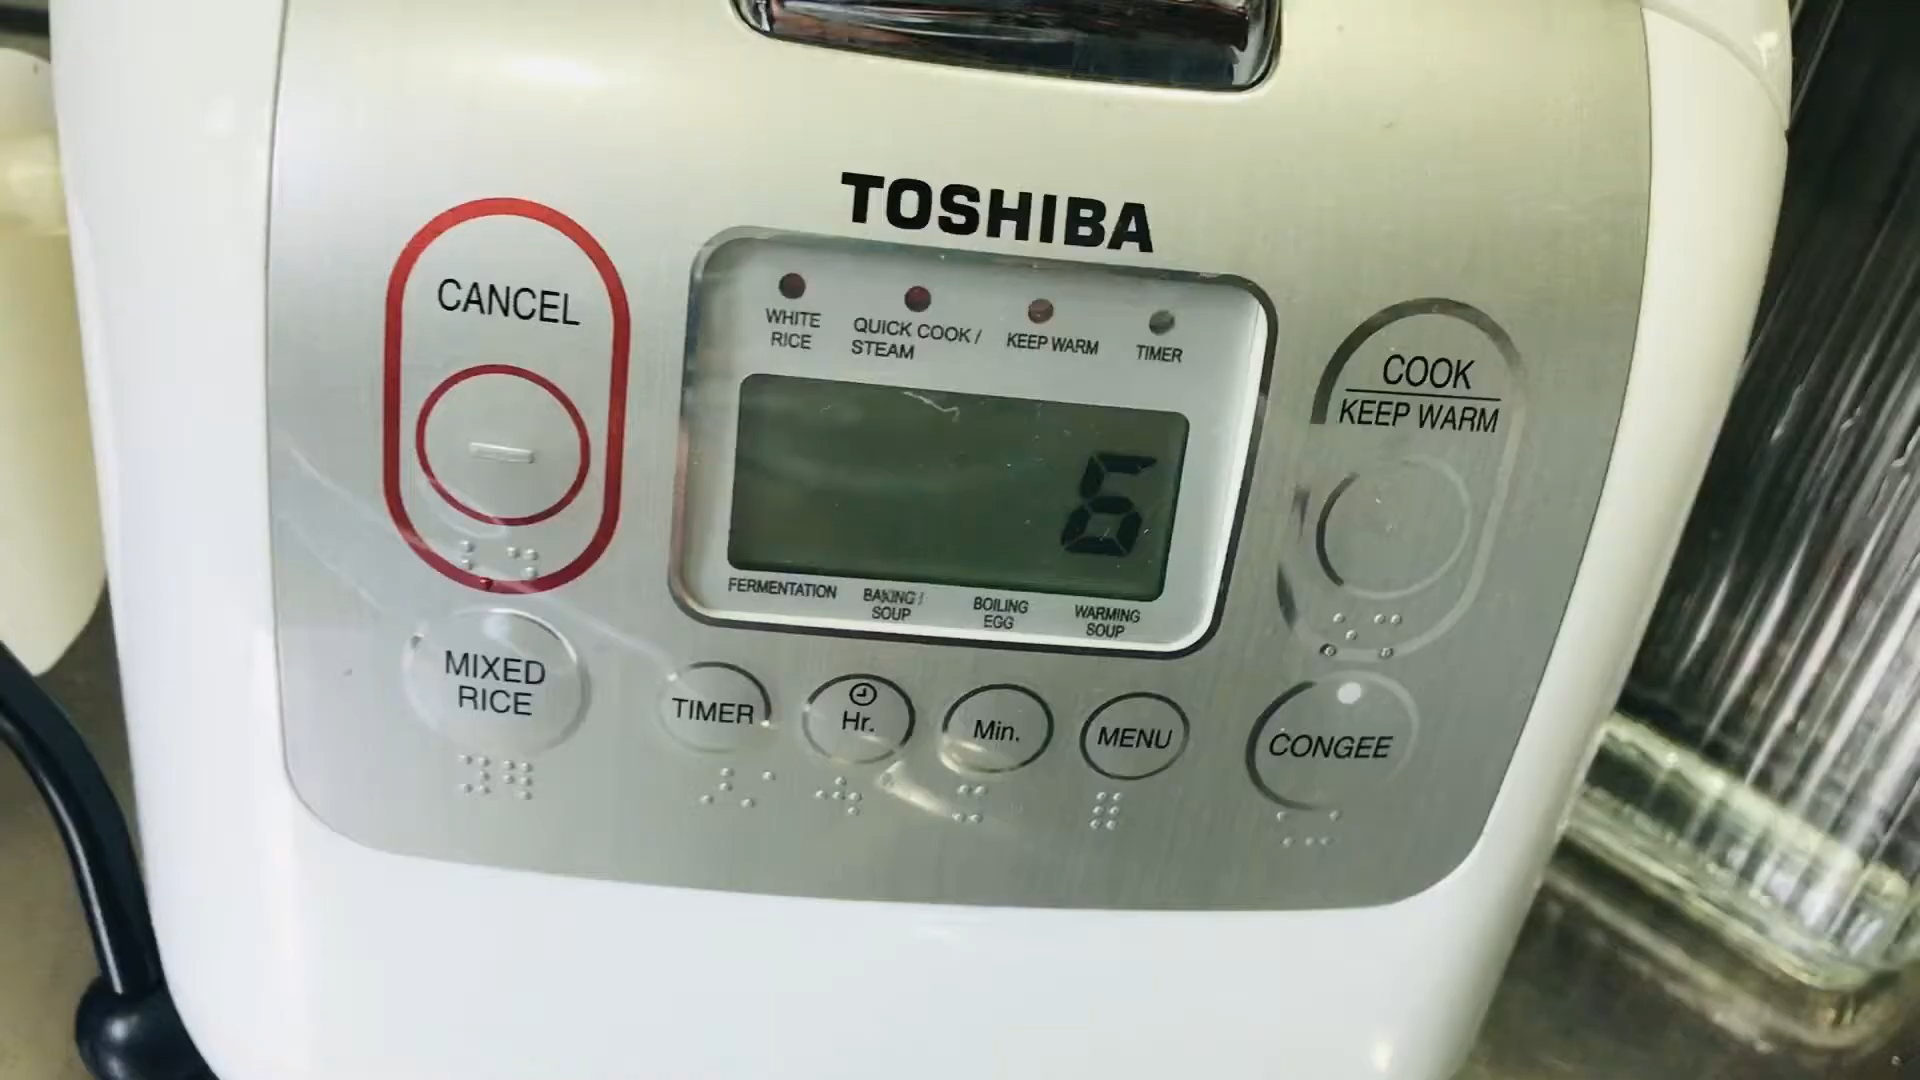 TOSHIBA
CANCEL
WHITE
RICE
QUICK COOK /
STEAM
KEEP WARM
TIMER
COOK
KEEP WARM
6
FERMENTATION
BAKING /
SOUP
BOILING
EGG
WARMING
SOUP
MIXED
RICE
TIMER
Hr.
Min.
MENU
CONGEE